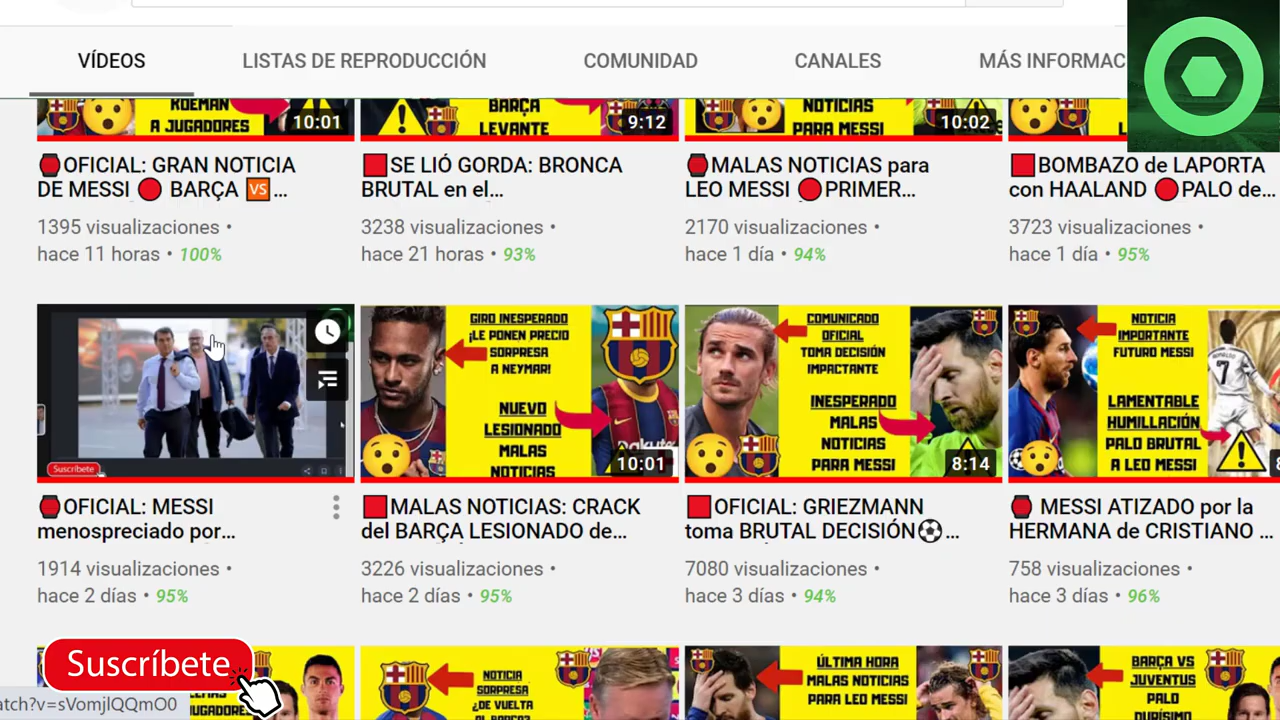 VÍDEOS
LISTAS DE REPRODUCCIÓN
COMUNIDAD
CANALES
MÁS INFORMAC
KOEMAN
A JUGADORES
10:01
BARÇA
LEVANTE
9:12
NOTICIAS
PARA MESSI
10:02
OFICIAL: GRAN NOTICIA
DE MESSI 🔴 BARÇA 🆚...
1395 visualizaciones •
hace 11 horas • 100%
SE LIÓ GORDA: BRONCA
BRUTAL en el...
3238 visualizaciones •
hace 21 horas • 93%
MALAS NOTICIAS para
LEO MESSI 🔴PRIMER...
2170 visualizaciones •
hace 1 día • 94%
BOMBAZO de LAPORTA
con HAALAND 🔴PALO de...
3723 visualizaciones •
hace 1 día • 95%
Suscríbete
OFICIAL: MESSI
menospreciado por...
1914 visualizaciones •
hace 2 días • 95%
GIRO INESPERADO
¡LE PONEN PRECIO
SORPRESA
A NEYMAR!
NUEVO
LESIONADO
MALAS
NOTICIAS
Rakuten
10:01
MALAS NOTICIAS: CRACK
del BARÇA LESIONADO de...
3226 visualizaciones •
hace 2 días • 95%
COMUNICADO
OFICIAL
TOMA DECISIÓN
IMPACTANTE
INESPERADO
MALAS
NOTICIAS
PARA MESSI
8:14
OFICIAL: GRIEZMANN
toma BRUTAL DECISIÓN⚽...
7080 visualizaciones •
hace 3 días • 94%
NOTICIA
IMPORTANTE
FUTURO MESSI
LAMENTABLE
HUMILLACIÓN
PALO BRUTAL
A LEO MESSI
RONALDO
7
MESSI ATIZADO por la
HERMANA de CRISTIANO ...
758 visualizaciones •
hace 3 días • 96%
Suscríbete
atch?v=sVomjlQQmO0
JUGADORES
NOTICIA
SORPRESA
¿DE VUELTA
AL BARÇA?
ÚLTIMA HORA
MALAS NOTICIAS
PARA LEO MESSI
BARÇA VS
JUVENTUS
PALO
DURÍSIMO